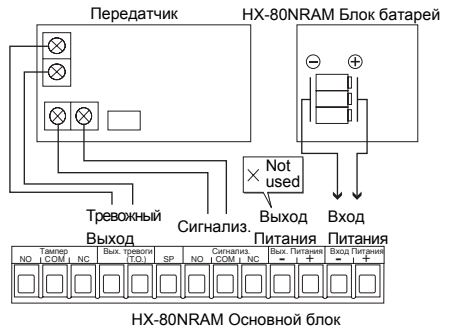 Передатчик
HX-80NRAM Блок батарей
Not
used
Тревожный
Выход
Сигнализ.
Выход
Питания
Вход
Питания
Тампер
Вых. тревоги
Сигнализ.
Вых. Питания
Вход Питания
NO COM NC (T.O.) SP NO COM NC - + - +
HX-80NRAM Основной блок